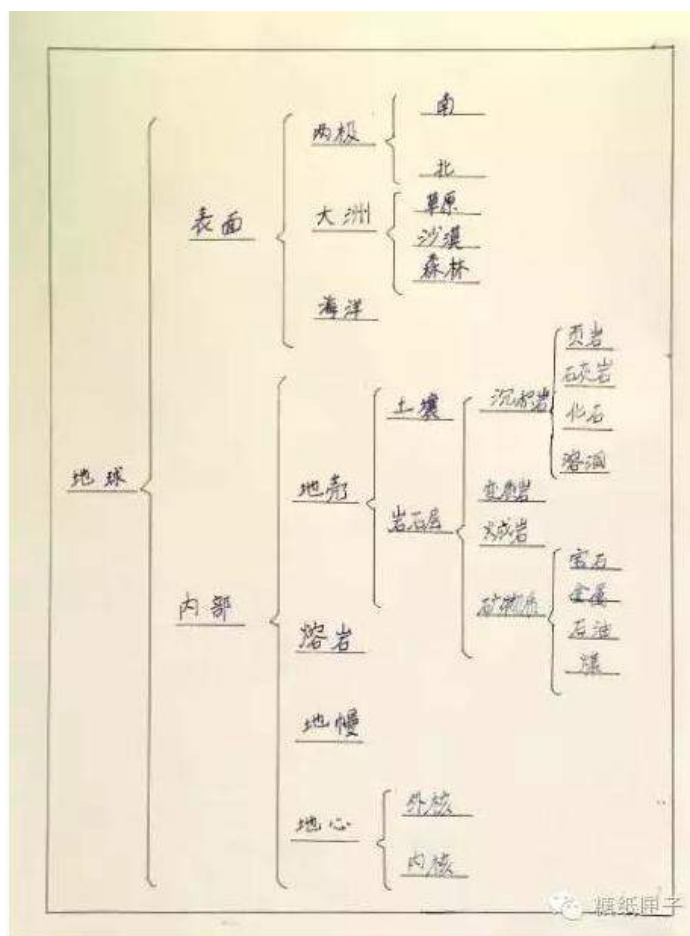 地球
表面
两极
南
北
大洲
草原
沙漠
森林
海洋
内部
地壳
土壤
岩石层
沉积岩
页岩
石灰岩
化石
溶洞
变质岩
火成岩
矿物质
宝石
金属
石油
煤
熔岩
地幔
地心
外核
内核
糖纸匣子